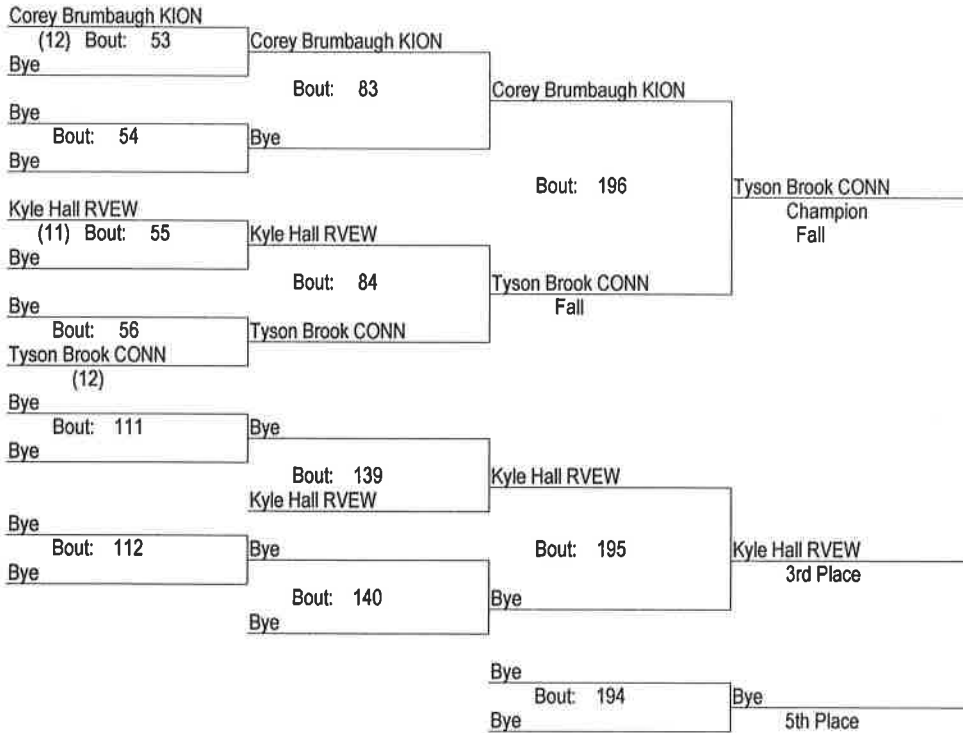 Corey Brumbaugh KION
(12) Bout: 53
Bye
Corey Brumbaugh KION
Bout: 83
Bye
Bout: 54
Bye
Bye
Corey Brumbaugh KION
Bout: 196
Kyle Hall RVEW
(11) Bout: 55
Bye
Kyle Hall RVEW
Bout: 84
Bye
Bout: 56
Tyson Brook CONN
(12)
Tyson Brook CONN
Tyson Brook CONN
Fall
Tyson Brook CONN
Champion
Fall
Bye
Bout: 111
Bye
Bye
Bout: 139
Kyle Hall RVEW
Kyle Hall RVEW
Bye
Bout: 112
Bye
Bye
Bout: 140
Bye
Bout: 195
Bye
Kyle Hall RVEW
3rd Place
Bye
Bout: 194
Bye
Bye
5th Place